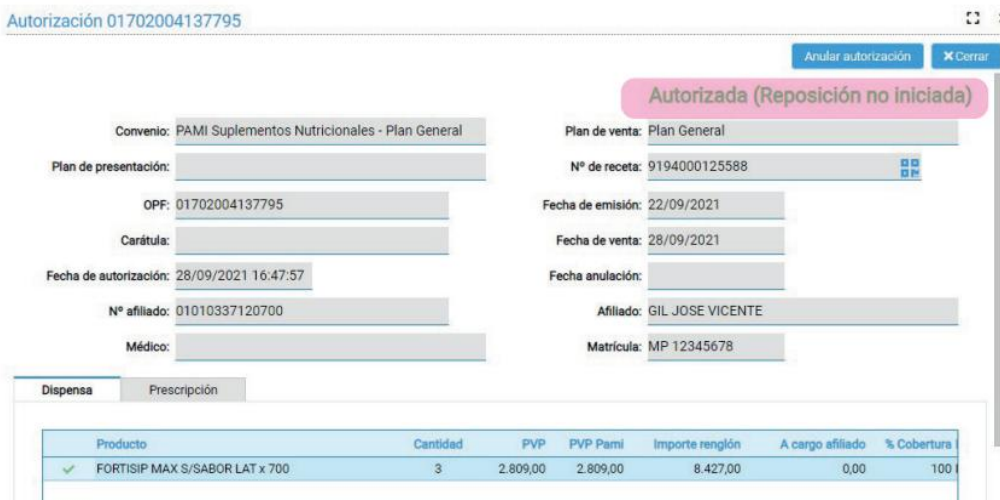 Autorización 01702004137795
Anular autorización ✕ Cerrar
Autorizada (Reposición no iniciada)
Convenio: PAMI Suplementos Nutricionales - Plan General Plan de venta: Plan General
Plan de presentación: Nº de receta: 9194000125588
OPF: 01702004137795 Fecha de emisión: 22/09/2021
Carátula: Fecha de venta: 28/09/2021
Fecha de autorización: 28/09/2021 16:47:57 Fecha anulación:
Nº afiliado: 01010337120700 Afiliado: GIL JOSE VICENTE
Médico: Matrícula: MP 12345678
Dispensa Prescripción
Producto Cantidad PVP PVP Pami Importe renglón A cargo afiliado % Cobertura
FORTISIP MAX S/SABOR LAT x 700 3 2.809,00 2.809,00 8.427,00 0,00 100